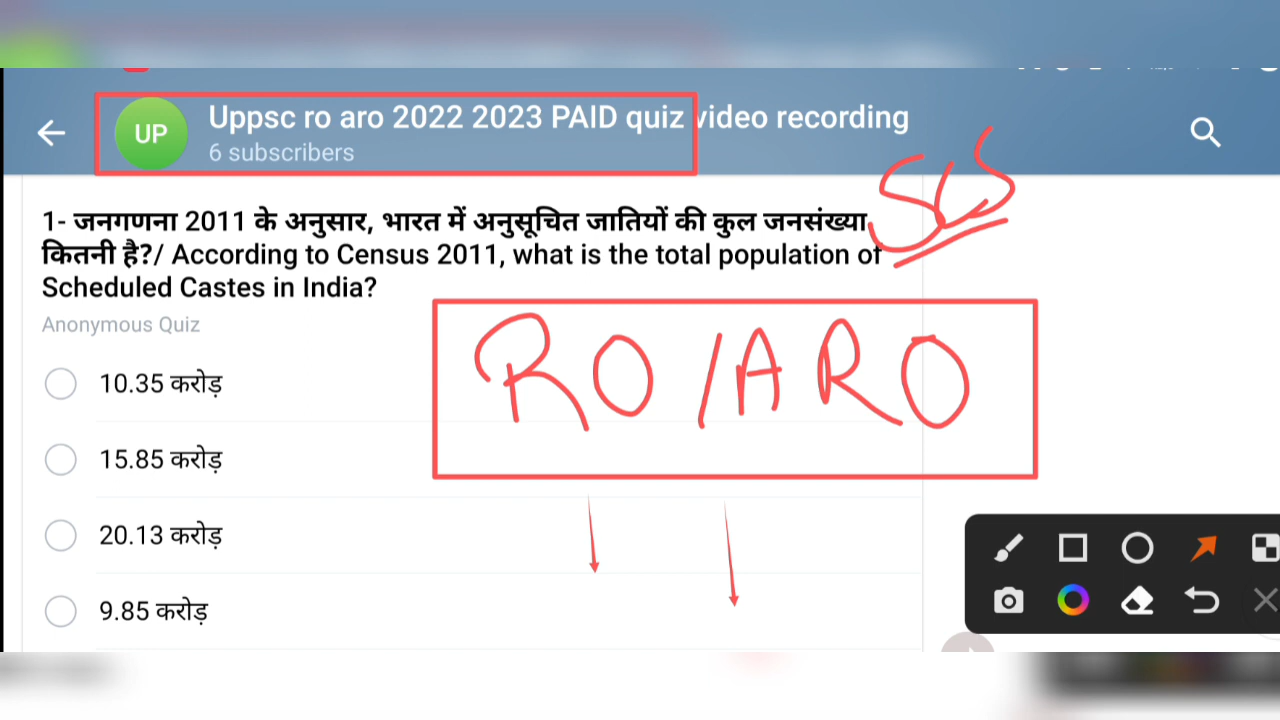 UP
Uppsc ro aro 2022 2023 PAID quiz video recording
6 subscribers
1- जनगणना 2011 के अनुसार, भारत में अनुसूचित जातियों की कुल जनसंख्या
कितनी है?/ According to Census 2011, what is the total population of
Scheduled Castes in India?
Anonymous Quiz
RO/ARO
10.35 करोड़
15.85 करोड़
20.13 करोड़
9.85 करोड़